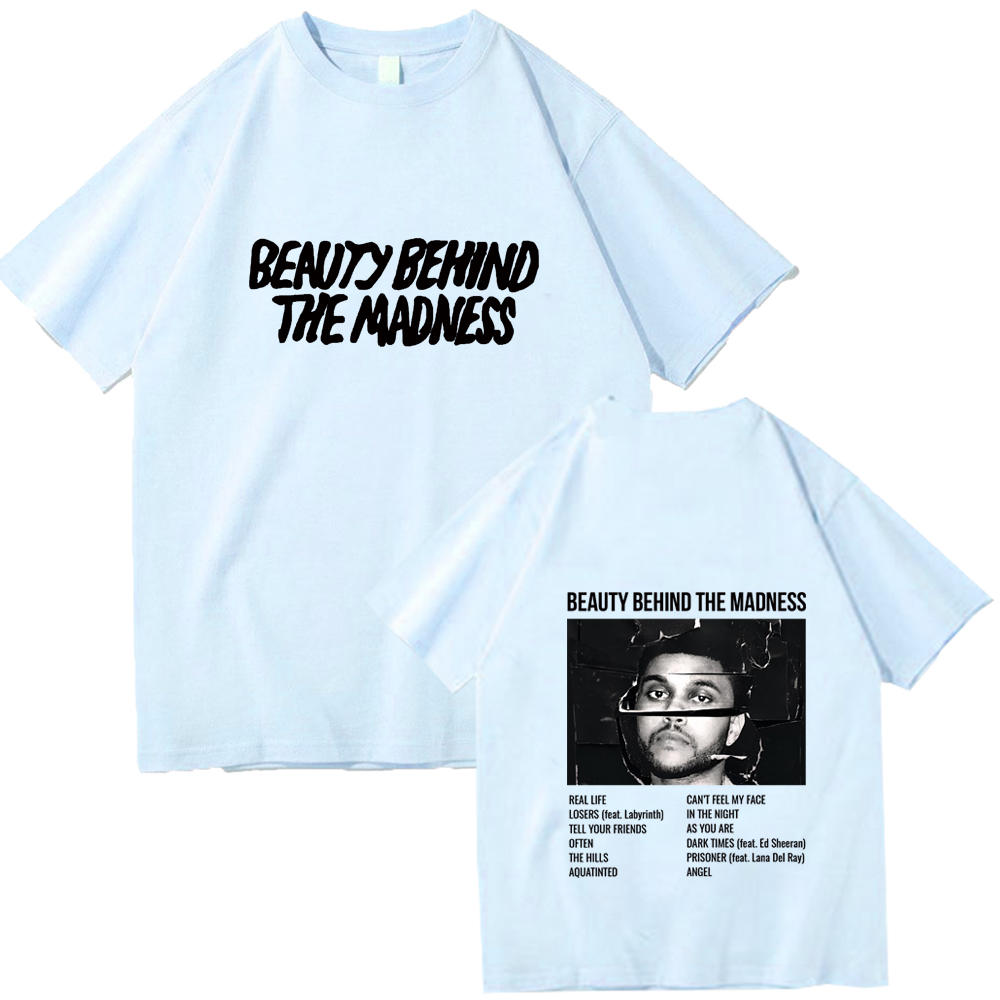 BEAUTY BEHIND
THE MADNESS
BEAUTY BEHIND THE MADNESS
REAL LIFE
LOSERS (feat. Labyrinth)
TELL YOUR FRIENDS
OFTEN
THE HILLS
AQUATINTED
CAN'T FEEL MY FACE
IN THE NIGHT
AS YOU ARE
DARK TIMES (feat. Ed Sheeran)
PRISONER (feat. Lana Del Ray)
ANGEL